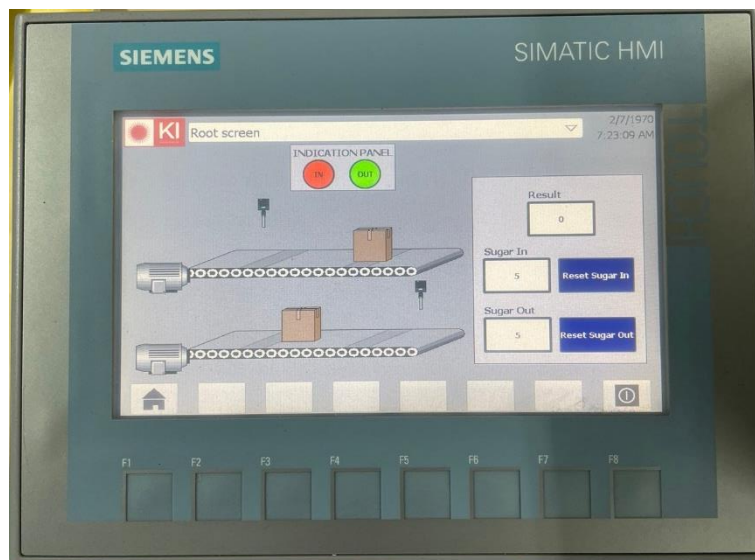 SIEMENS
SIMATIC HMI
TOUCH
KI
Root screen
2/7/1970
7:23:09 AM
INDICATION PANEL
IN
OUT
Result
0
Sugar In
5
Reset Sugar In
Sugar Out
5
Reset Sugar Out
F1
F2
F3
F4
F5
F6
F7
F8